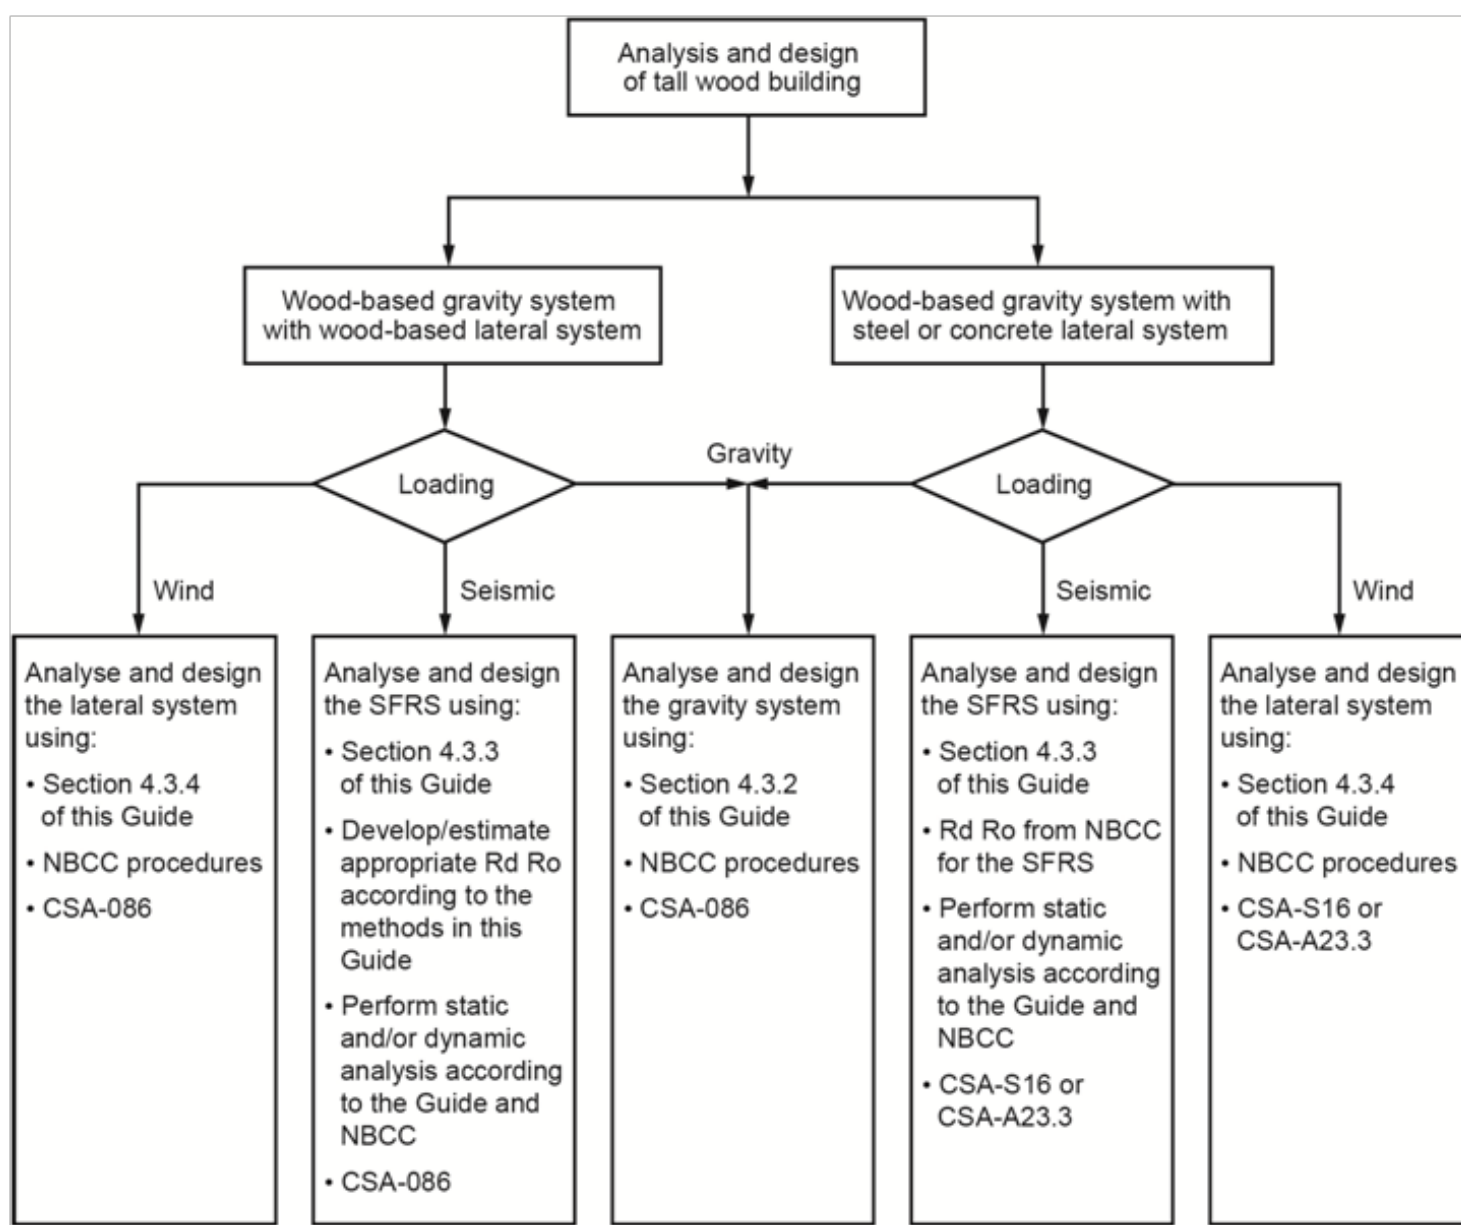 Analysis and design
of tall wood building
Wood-based gravity system
with wood-based lateral system
Wood-based gravity system with
steel or concrete lateral system
Loading
Gravity
Loading
Wind
Seismic
Seismic
Wind
Analyse and design
the lateral system
using:
• Section 4.3.4
of this Guide
• NBCC procedures
• CSA-086
Analyse and design
the SFRS using:
• Section 4.3.3
of this Guide
• Develop/estimate
appropriate Rd Ro
according to the
methods in this
Guide
• Perform static
and/or dynamic
analysis according
to the Guide and
NBCC
• CSA-086
Analyse and design
the gravity system
using:
• Section 4.3.2
of this Guide
• NBCC procedures
• CSA-086
Analyse and design
the SFRS using:
• Section 4.3.3
of this Guide
• Rd Ro from NBCC
for the SFRS
• Perform static
and/or dynamic
analysis according
to the Guide and
NBCC
• CSA-S16 or
CSA-A23.3
Analyse and design
the lateral system
using:
• Section 4.3.4
of this Guide
• NBCC procedures
• CSA-S16 or
CSA-A23.3